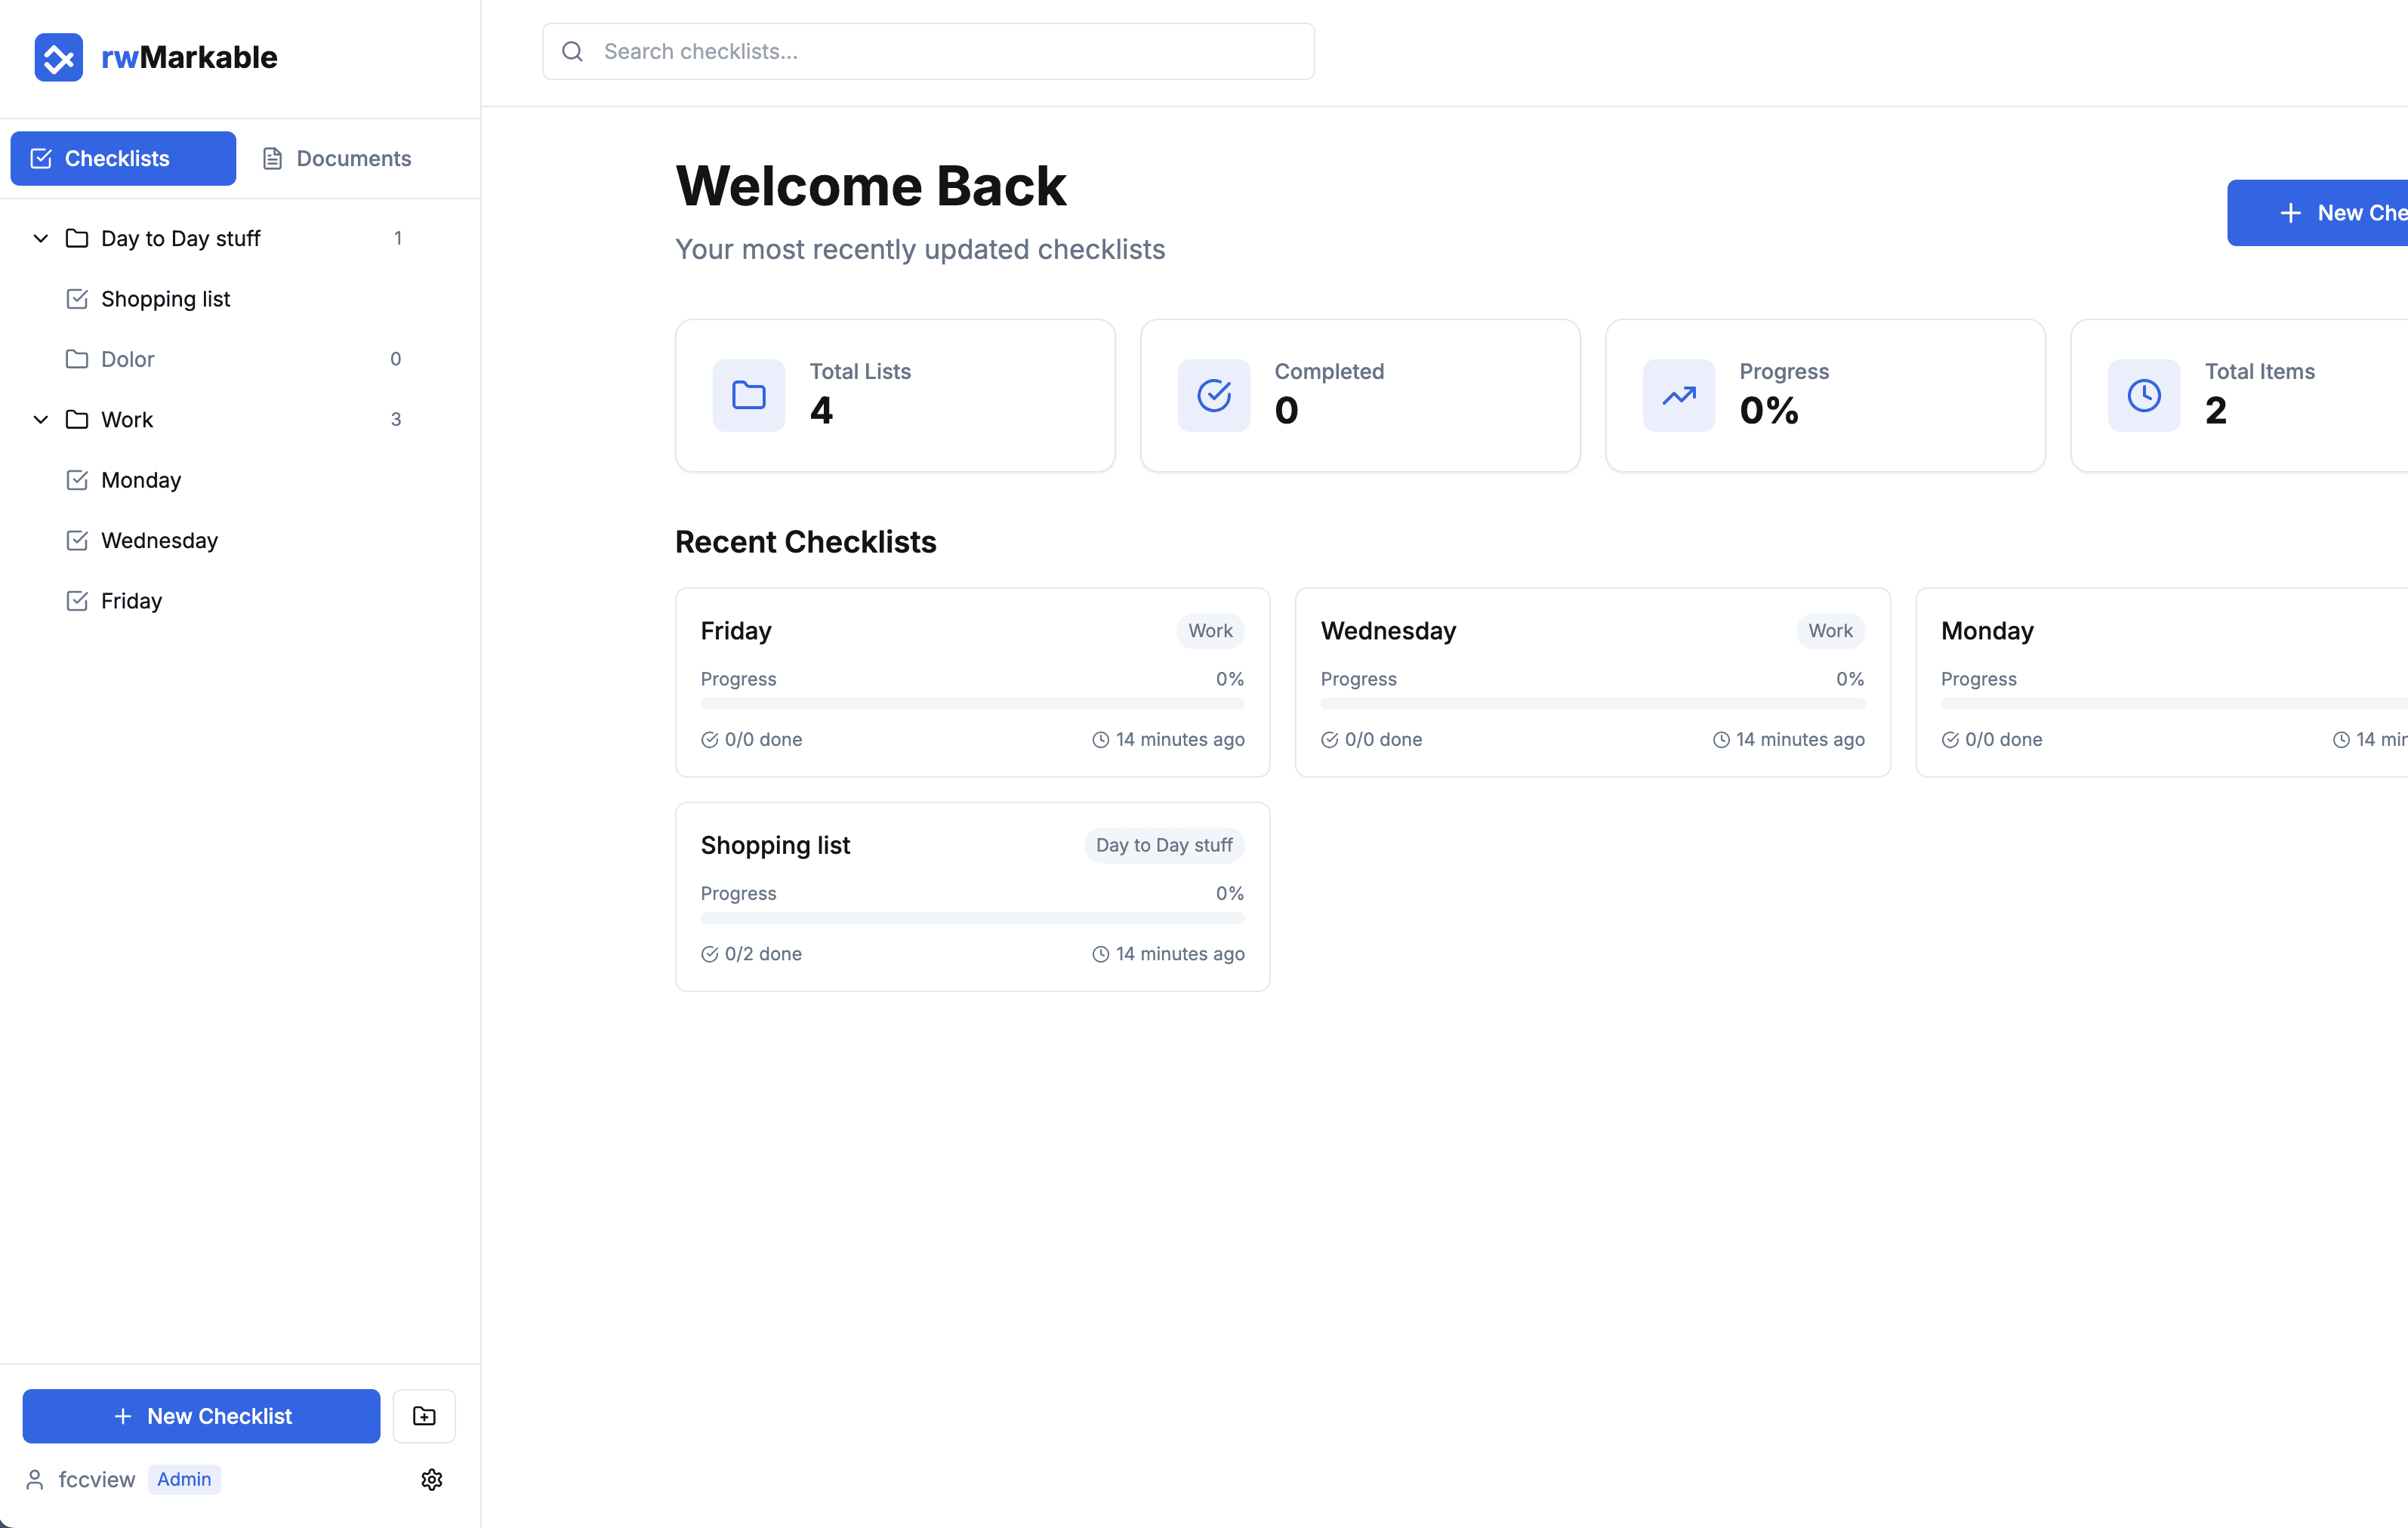 rwMarkable
Search checklists...
Checklists
Documents
Day to Day stuff 1
Shopping list
Dolor 0
Work 3
Monday
Wednesday
Friday
New Checklist
fccview Admin
Welcome Back
Your most recently updated checklists
New Che
Total Lists
4
Completed
0
Progress
0%
Total Items
2
Recent Checklists
Friday Work
Progress 0%
0/0 done 14 minutes ago
Wednesday Work
Progress 0%
0/0 done 14 minutes ago
Monday
Progress
0/0 done 14 min
Shopping list Day to Day stuff
Progress 0%
0/2 done 14 minutes ago